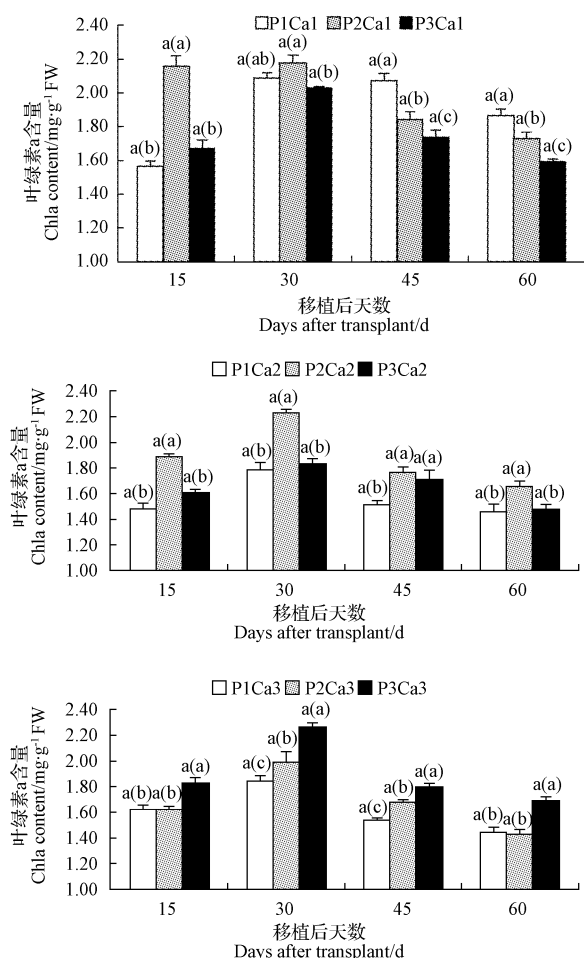 P1Ca1 P2Ca1 P3Ca1
叶绿素a含量
Chla content/mg·g⁻¹ FW
2.40
2.20
2.00
1.80
1.60
1.40
1.20
1.00
a(b) a(a) a(b) a(ab) a(a) a(b) a(a) a(b) a(c) a(a) a(b) a(c)
15 30 45 60
移植后天数
Days after transplant/d
P1Ca2 P2Ca2 P3Ca2
叶绿素a含量
Chla content/mg·g⁻¹ FW
2.40
2.20
2.00
1.80
1.60
1.40
1.20
1.00
a(b) a(a) a(b) a(b) a(a) a(b) a(b) a(a) a(a) a(b) a(a) a(b)
15 30 45 60
移植后天数
Days after transplant/d
P1Ca3 P2Ca3 P3Ca3
叶绿素a含量
Chla content/mg·g⁻¹ FW
2.40
2.20
2.00
1.80
1.60
1.40
1.20
1.00
a(b) a(b) a(a) a(c) a(b) a(a) a(c) a(b) a(a) a(b) a(b) a(a)
15 30 45 60
移植后天数
Days after transplant/d